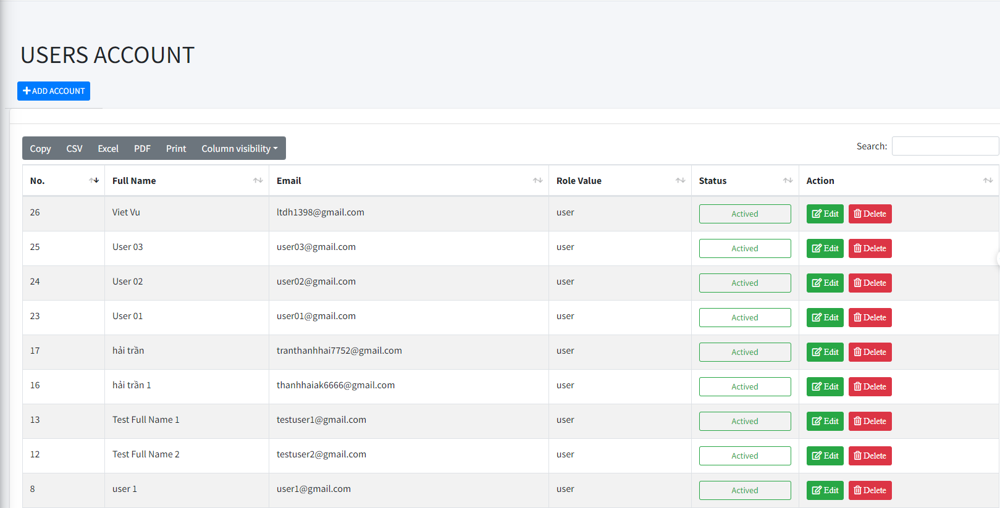 USERS ACCOUNT
ADD ACCOUNT
Copy CSV Excel PDF Print Column visibility
Search:
No. Full Name Email Role Value Status Action
26 Viet Vu ltdh1398@gmail.com user Actived Edit Delete
25 User 03 user03@gmail.com user Actived Edit Delete
24 User 02 user02@gmail.com user Actived Edit Delete
23 User 01 user01@gmail.com user Actived Edit Delete
17 hải trần tranthanhhai7752@gmail.com user Actived Edit Delete
16 hải trần 1 thanhhaiak6666@gmail.com user Actived Edit Delete
13 Test Full Name 1 testuser1@gmail.com user Actived Edit Delete
12 Test Full Name 2 testuser2@gmail.com user Actived Edit Delete
8 user 1 user1@gmail.com user Actived Edit Delete